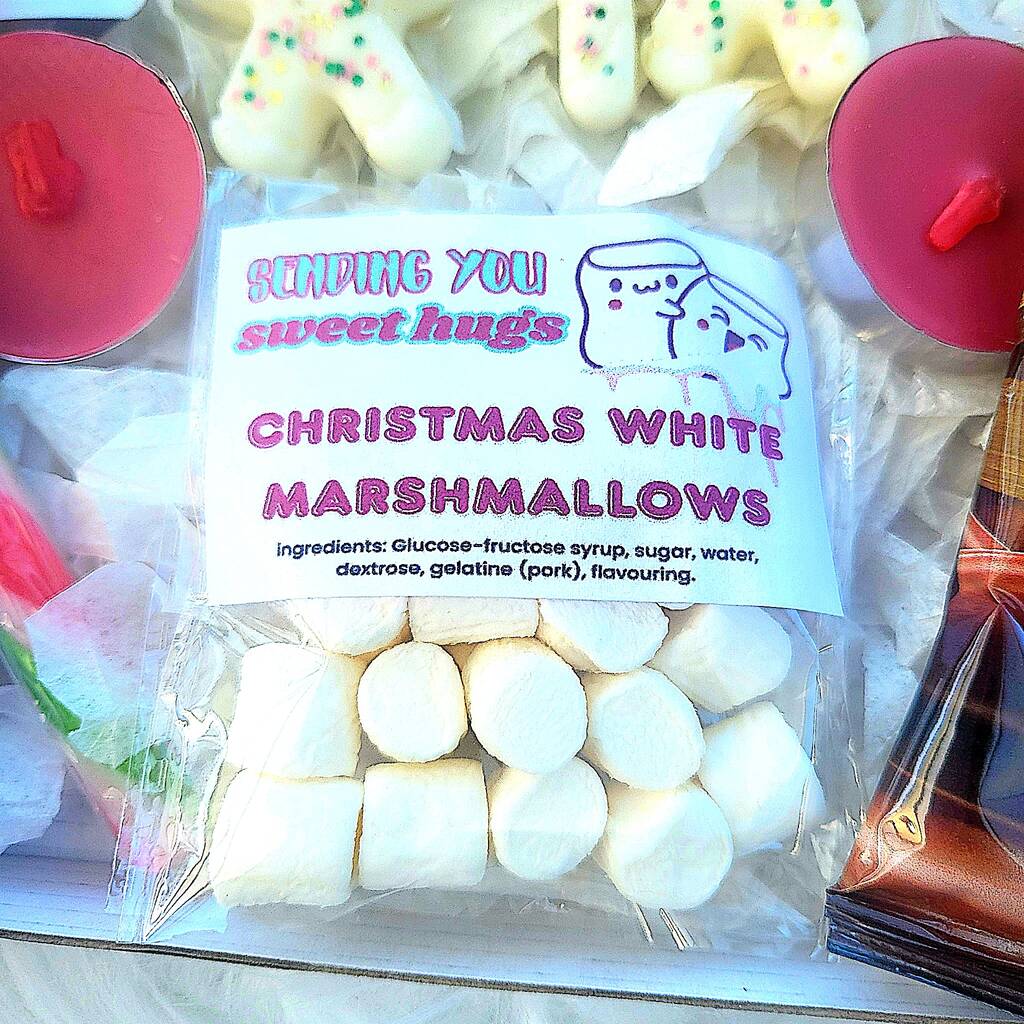 SENDING YOU
sweet hugs
CHRISTMAS WHITE
MARSHMALLOWS
ingredients: Glucose-fructose syrup, sugar, water,
dextrose, gelatine (pork), flavouring.